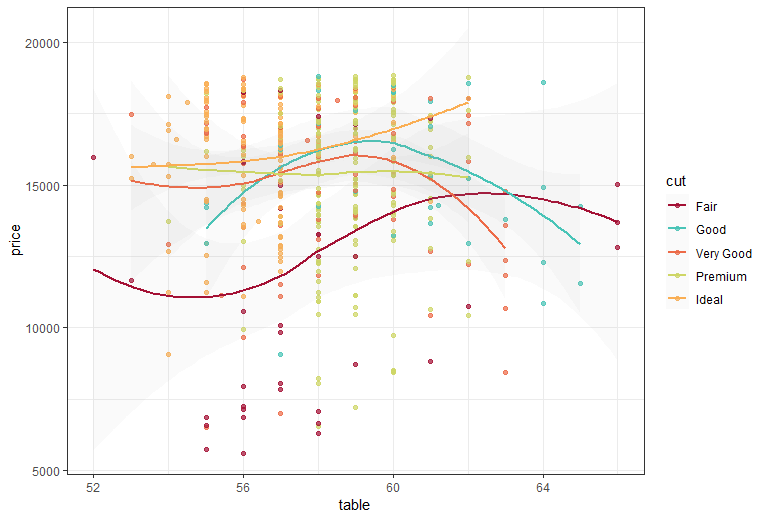 20000
15000
10000
5000
price
52
56
60
64
table
cut
Fair
Good
Very Good
Premium
Ideal